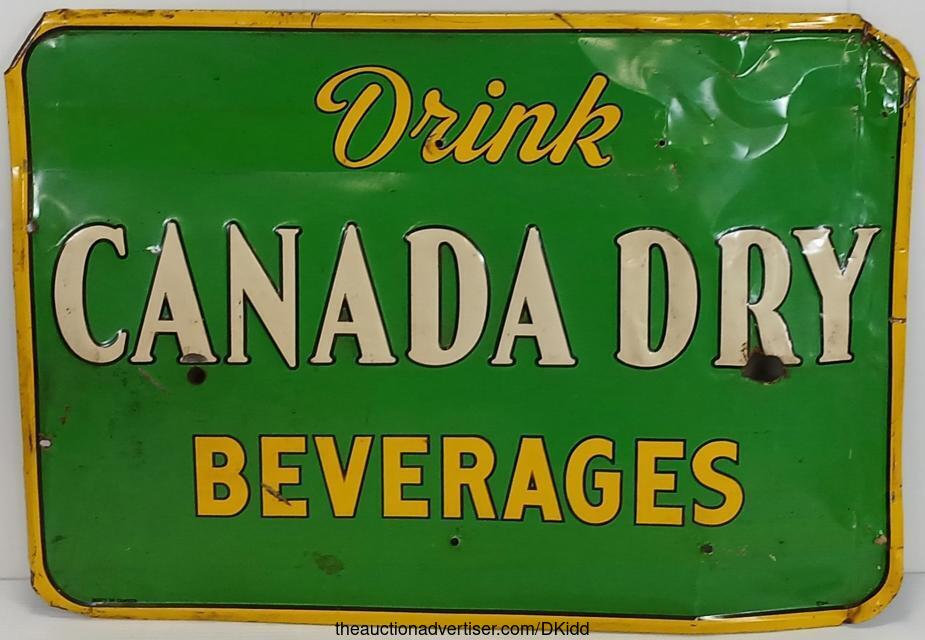 Drink
CANADA DRY
BEVERAGES
theauctionadvertiser.com/DKidd